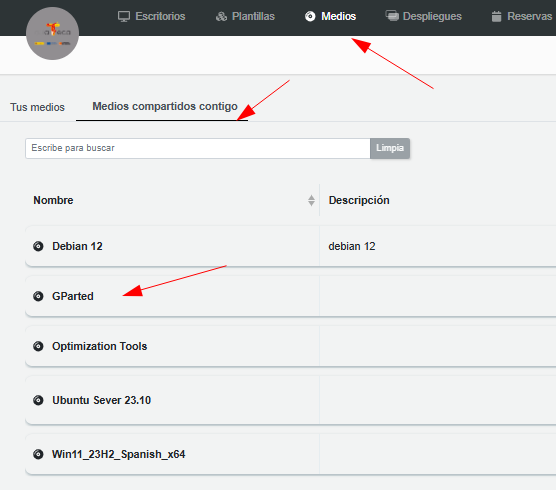 Escritorios Plantillas Medios Despliegues Reservas
Tus medios Medios compartidos contigo
Escribe para buscar Limpia
Nombre Descripción
Debian 12 debian 12
GParted
Optimization Tools
Ubuntu Sever 23.10
Win11_23H2_Spanish_x64